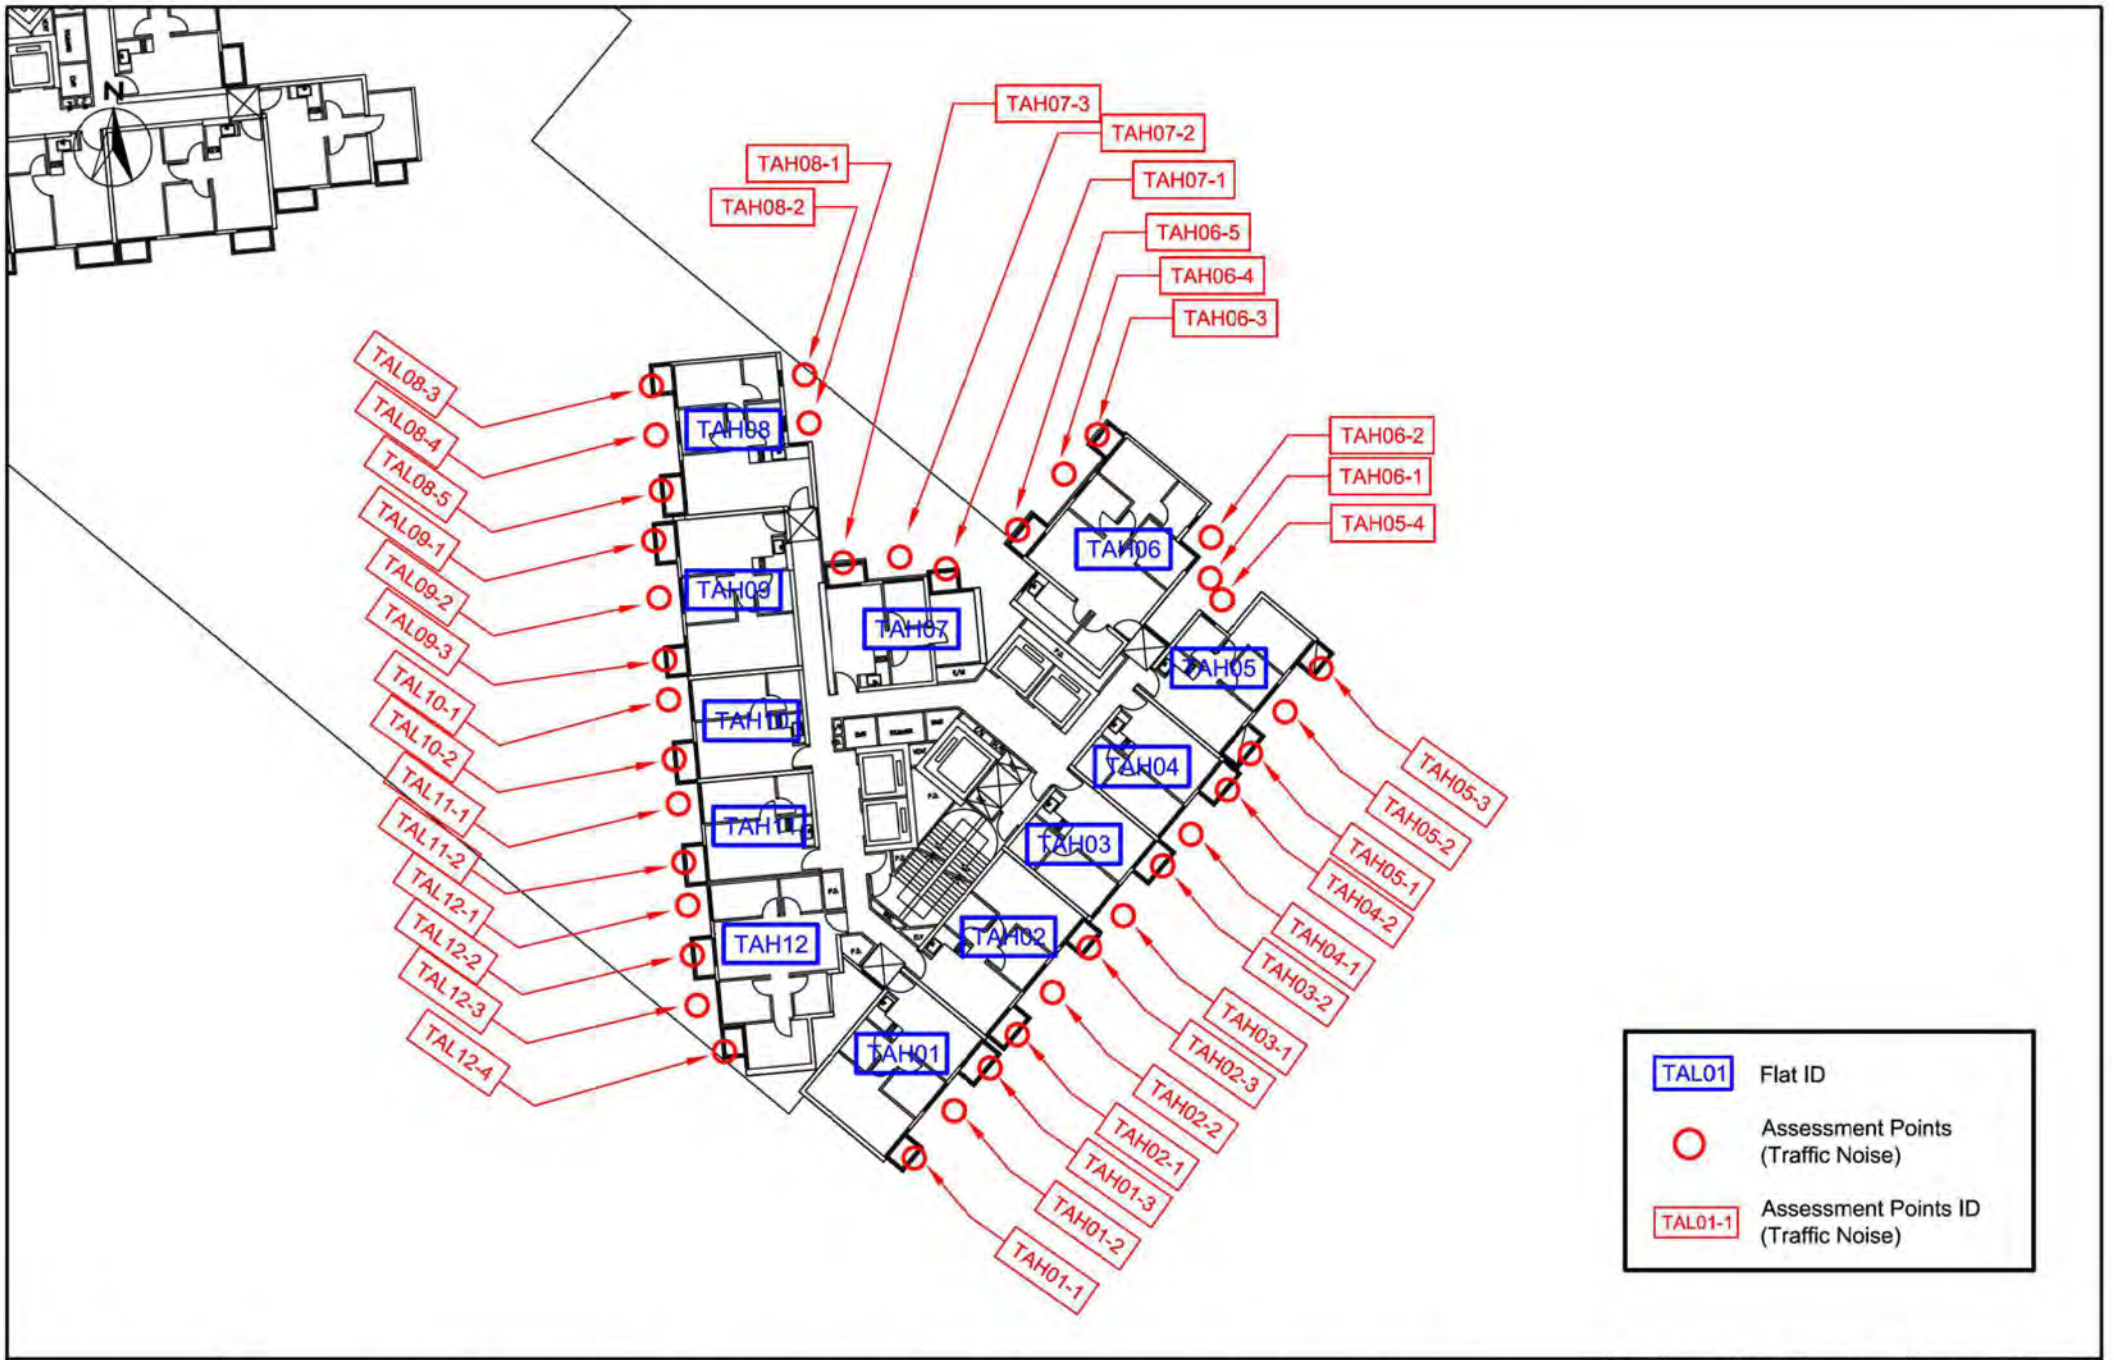 N
TAH07-3
TAH07-2
TAH08-1
TAH07-1
TAH08-2
TAH06-5
TAH06-4
TAH06-3
TAL08-3
TAL08-4
TAL08-5
TAL09-1
TAL09-2
TAL09-3
TAL10-1
TAL10-2
TAL11-1
TAL11-2
TAL12-1
TAL12-2
TAL12-3
TAL12-4
TAH06-2
TAH06-1
TAH05-4
TAH08
TAH06
TAH09
TAH07
TAH05
TAH10
TAH04
TAH11
TAH03
TAH12
TAH02
TAH01
P.D.
P.D.
P.D.
P.D.
P.D.
P.D.
TAH05-3
TAH05-2
TAH05-1
TAH04-2
TAH04-1
TAH03-2
TAH03-1
TAH02-3
TAH02-2
TAH02-1
TAH01-3
TAH01-2
TAH01-1
TAL01 Flat ID
Assessment Points
(Traffic Noise)
TAL01-1 Assessment Points ID
(Traffic Noise)